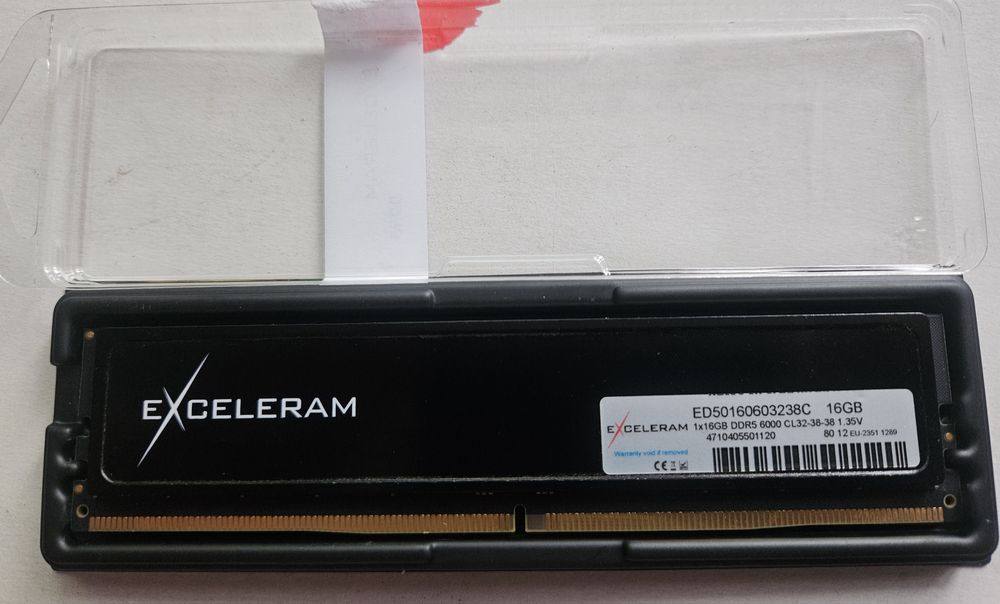 EXCELERAM
ED50160603238C 16GB
EXCELERAM 1x16GB DDR5 6000 CL32-38-38 1.35V
4710405501120 80 12 EU-2351 1289
Warranty void if removed
CE